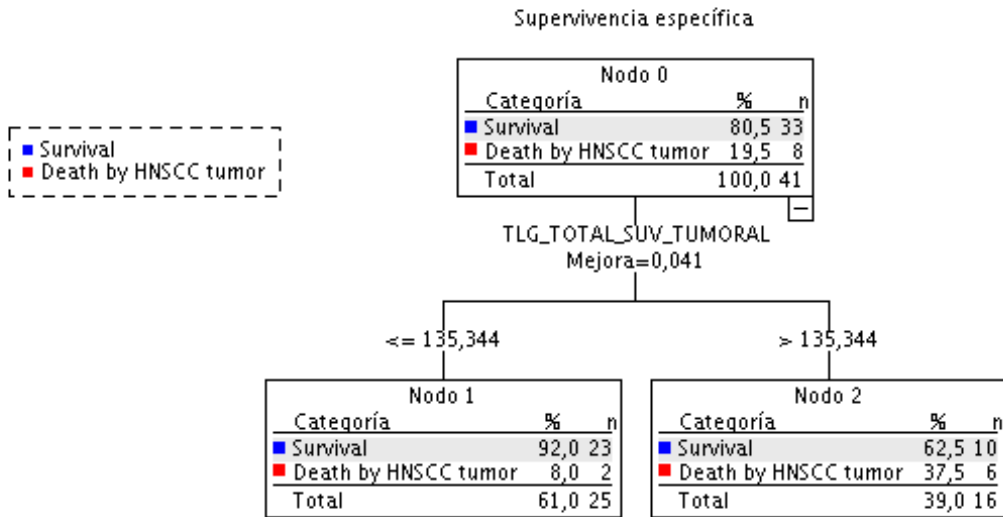 Supervivencia específica
Nodo 0
Categoría % n
Survival 80,5 33
Death by HNSCC tumor 19,5 8
Total 100,0 41
Survival
Death by HNSCC tumor
TLG_TOTAL_SUV_TUMORAL
Mejora=0,041
<= 135,344
> 135,344
Nodo 1
Categoría % n
Survival 92,0 23
Death by HNSCC tumor 8,0 2
Total 61,0 25
Nodo 2
Categoría % n
Survival 62,5 10
Death by HNSCC tumor 37,5 6
Total 39,0 16